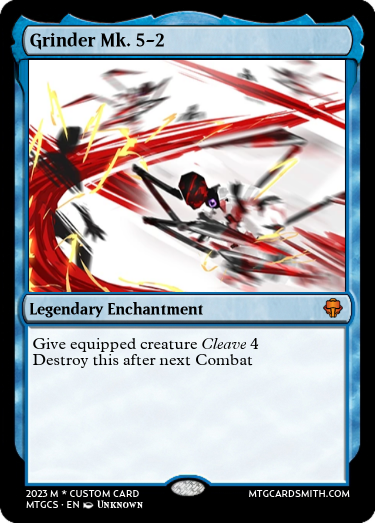 Grinder Mk. 5-2
Legendary Enchantment
Give equipped creature Cleave 4
Destroy this after next Combat
2023 M * CUSTOM CARD
MTGCS · EN Unknown
MTGCARDSMITH.COM